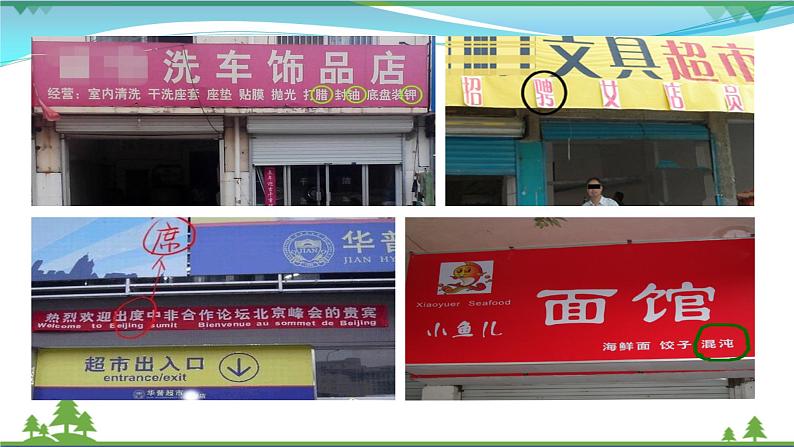 洗车饰品店
经营：室内清洗 干洗座套 座垫 贴膜 抛光 打腊 封铀 底盘装钾
文具超市
招骋女店员
席
华普
JIAN HY
热烈欢迎出度中非合作论坛北京峰会的贵宾
Welcome to Beijing sumit Bienvenue au sommet de Beijing
超市出入口
entrance/exit
华普超市
Xiaoyuer Seafood
小鱼儿
面馆
海鲜面 饺子 混沌